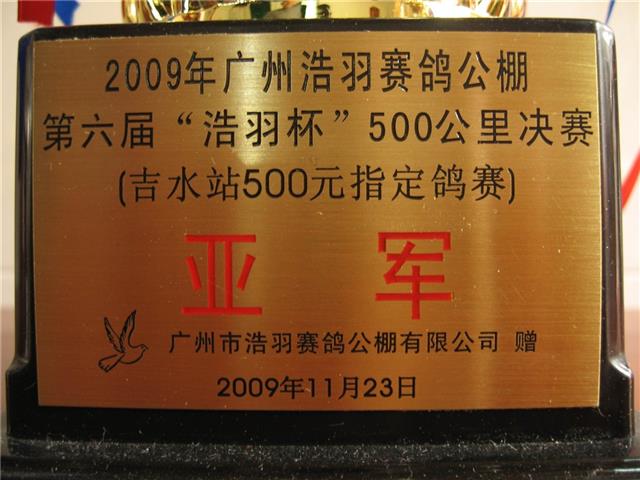 2009年广州浩羽赛鸽公棚
第六届“浩羽杯”500公里决赛
(吉水站500元指定鸽赛)
亚军
广州市浩羽赛鸽公棚有限公司 赠
2009年11月23日